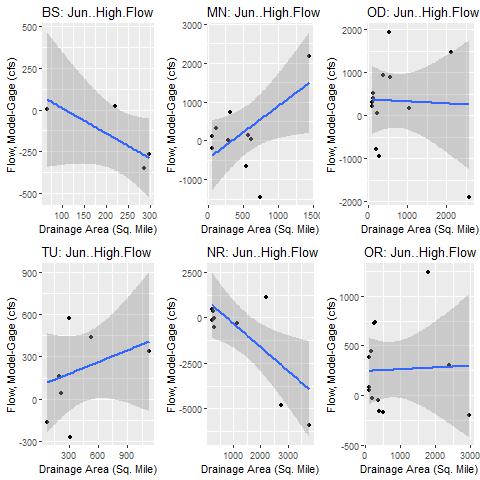 BS: Jun..High.Flow
MN: Jun..High.Flow
OD: Jun..High.Flow
Flow, Model-Gage (cfs)
500
250
0
-250
-500
100
150
200
250
300
Drainage Area (Sq. Mile)
Flow, Model-Gage (cfs)
3000
2000
1000
0
-1000
0
500
1000
1500
Drainage Area (Sq. Mile)
Flow, Model-Gage (cfs)
2000
1000
0
-1000
-2000
0
1000
2000
Drainage Area (Sq. Mile)
TU: Jun..High.Flow
NR: Jun..High.Flow
OR: Jun..High.Flow
Flow, Model-Gage (cfs)
900
600
300
0
-300
300
600
900
Drainage Area (Sq. Mile)
Flow, Model-Gage (cfs)
2500
0
-2500
-5000
1000
2000
3000
Drainage Area (Sq. Mile)
Flow, Model-Gage (cfs)
1000
500
0
-500
0
1000
2000
3000
Drainage Area (Sq. Mile)